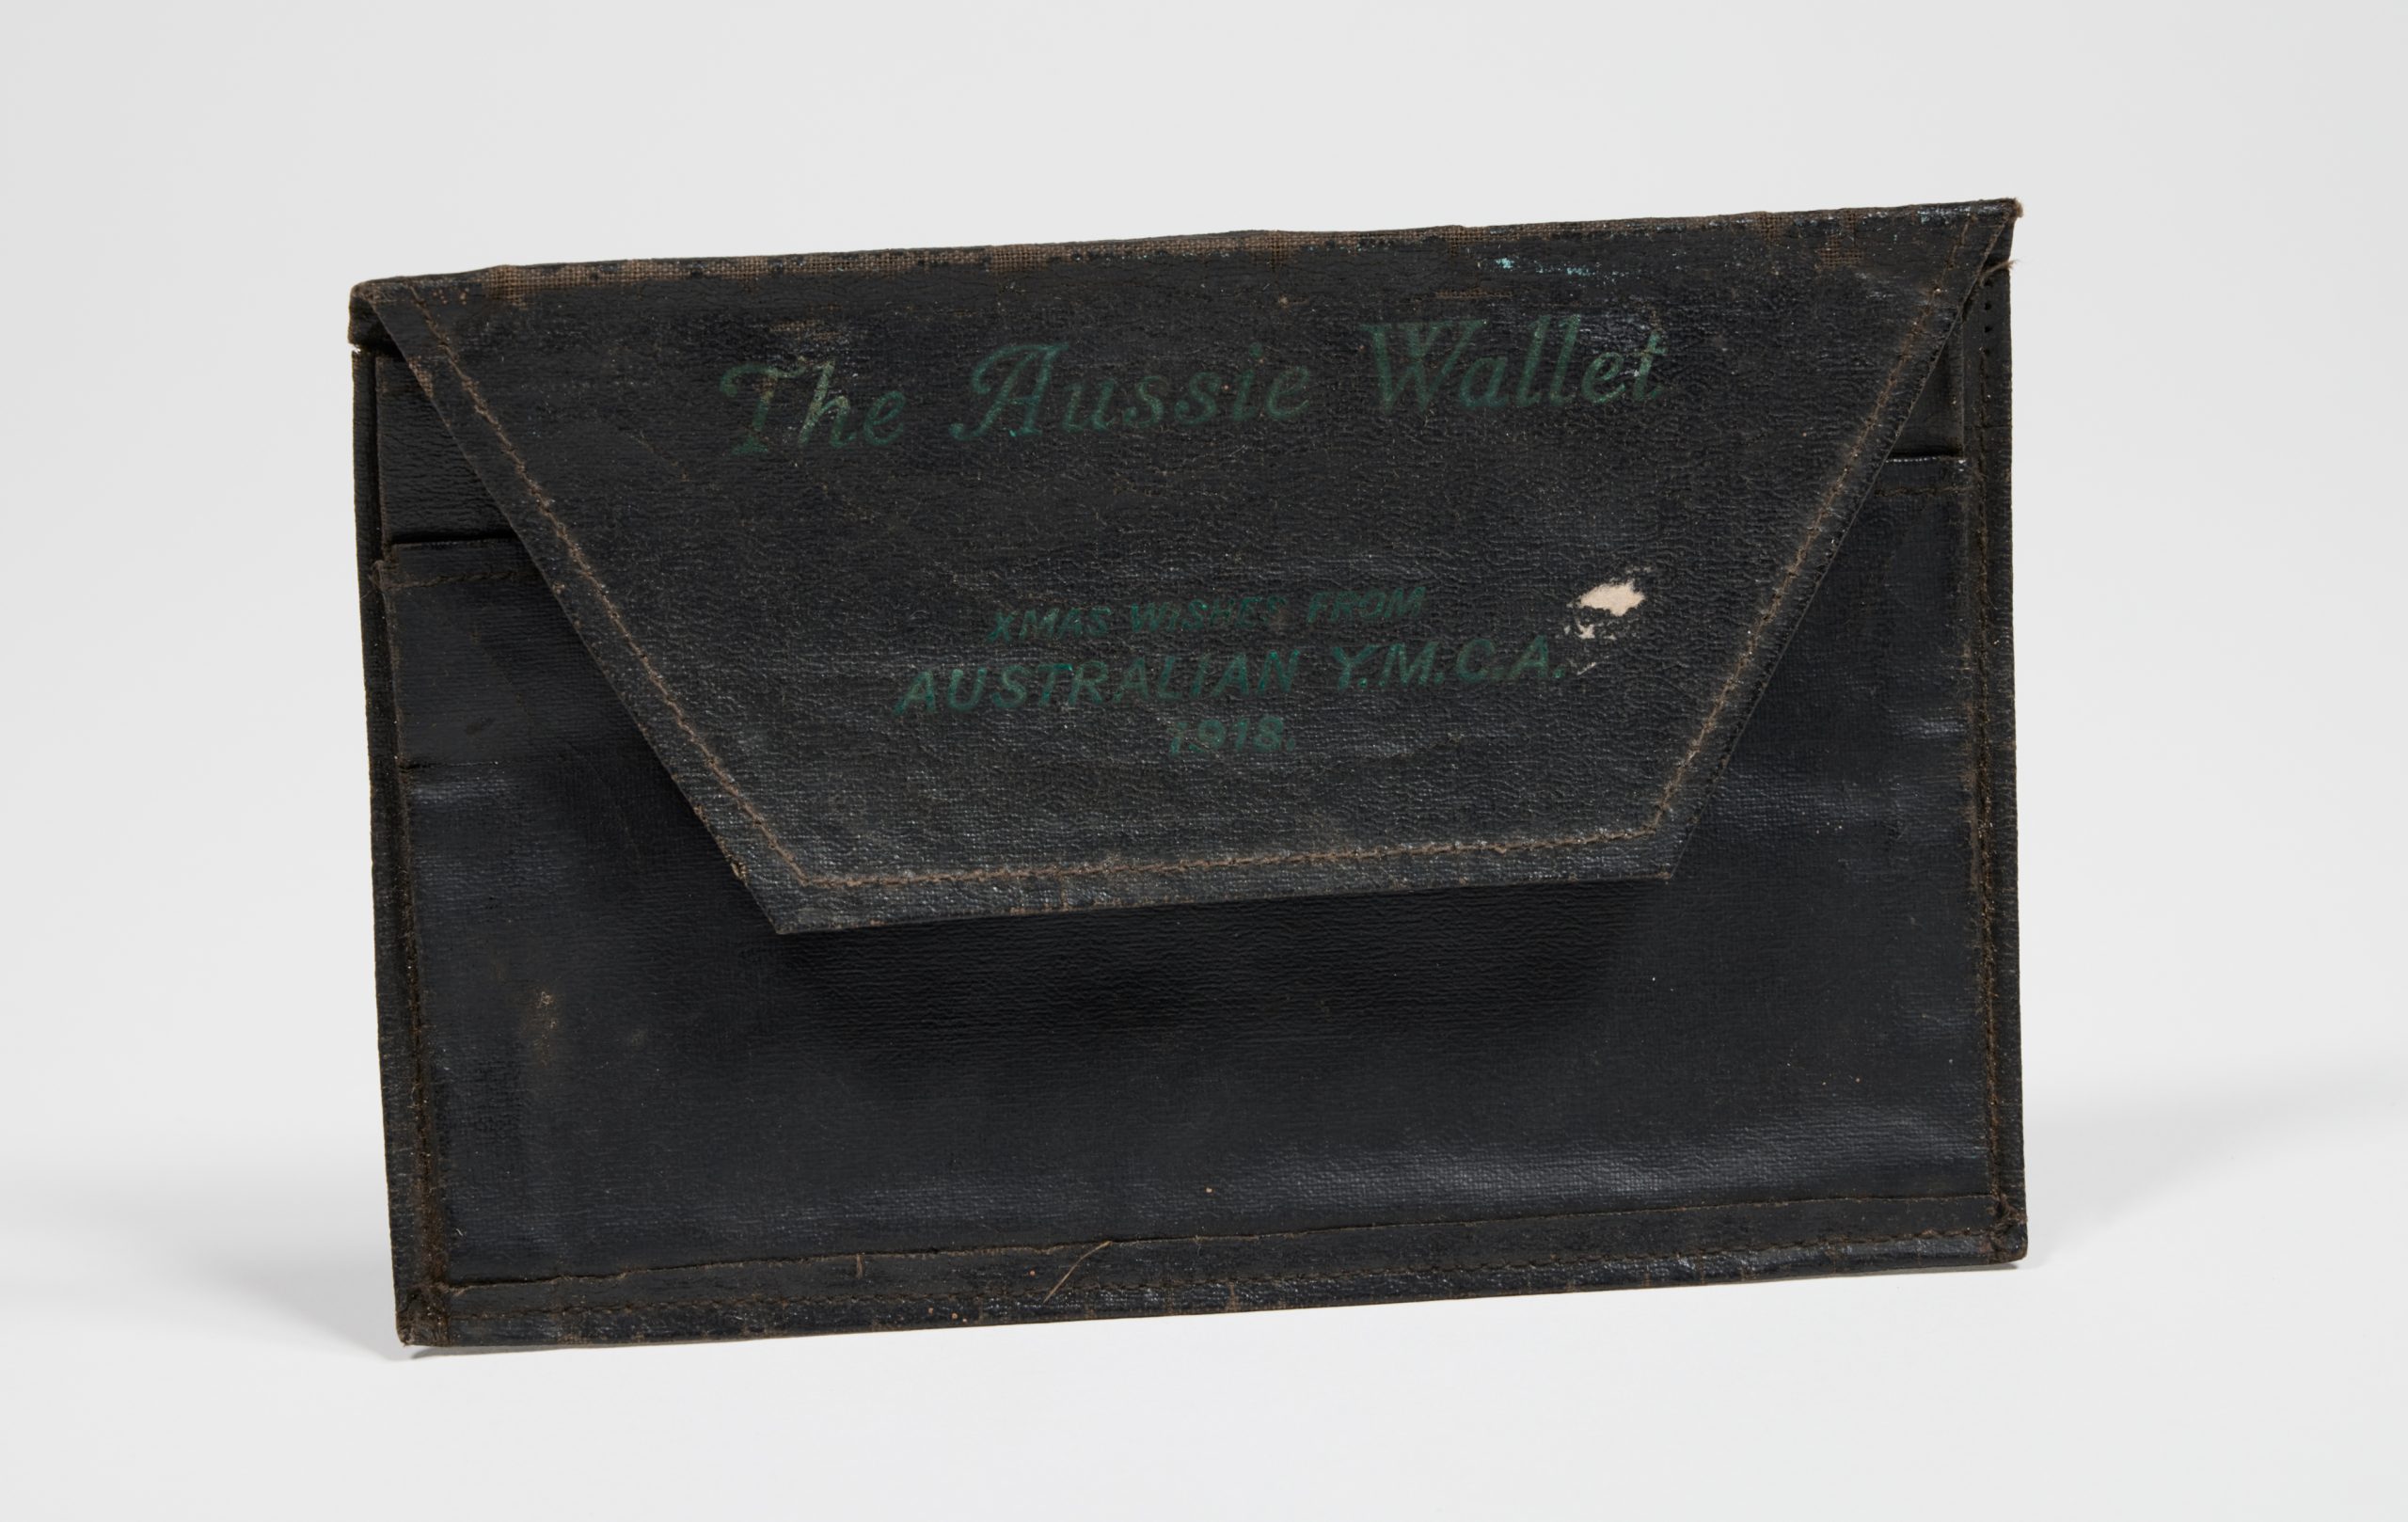 The Aussie Wallet
XMAS WISHES FROM
AUSTRALIAN Y.M.C.A.
1918.